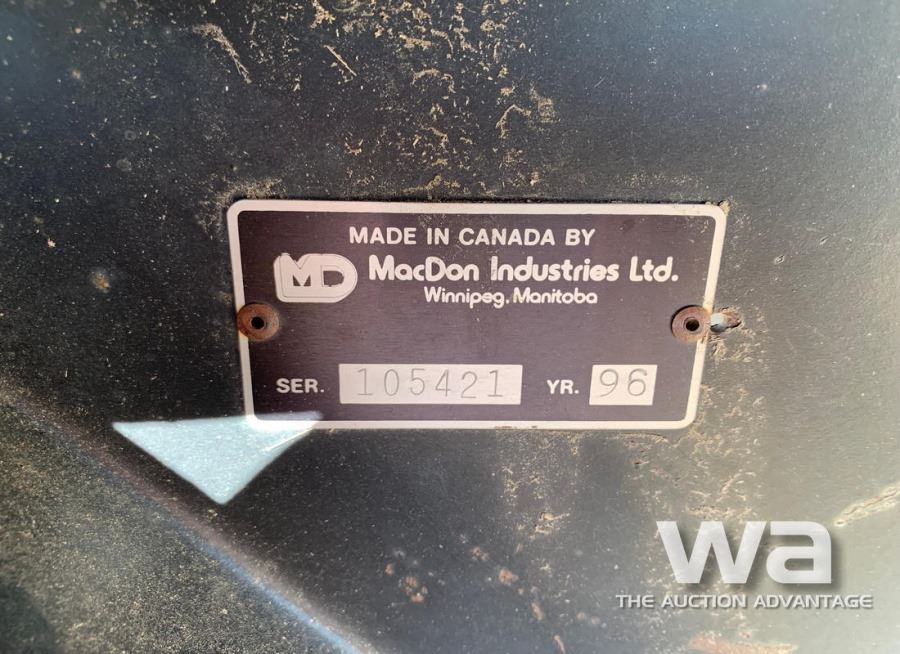 MADE IN CANADA BY
MD MacDon Industries Ltd.
Winnipeg, Manitoba
SER. 105421 YR. 96
wa
THE AUCTION ADVANTAGE